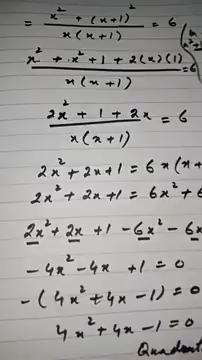 = x² + (x+1)² / x(x+1) = 6
x² + x² + 1 + 2(x)(1) / x(x+1) = 6
2x² + 1 + 2x / x(x+1) = 6
2x² + 2x + 1 = 6x(x+
2x² + 2x + 1 = 6x² + 6
2x² + 2x + 1 - 6x² - 6x
-4x² - 4x + 1 = 0
-(4x² + 4x - 1) = 0
4x² + 4x - 1 = 0